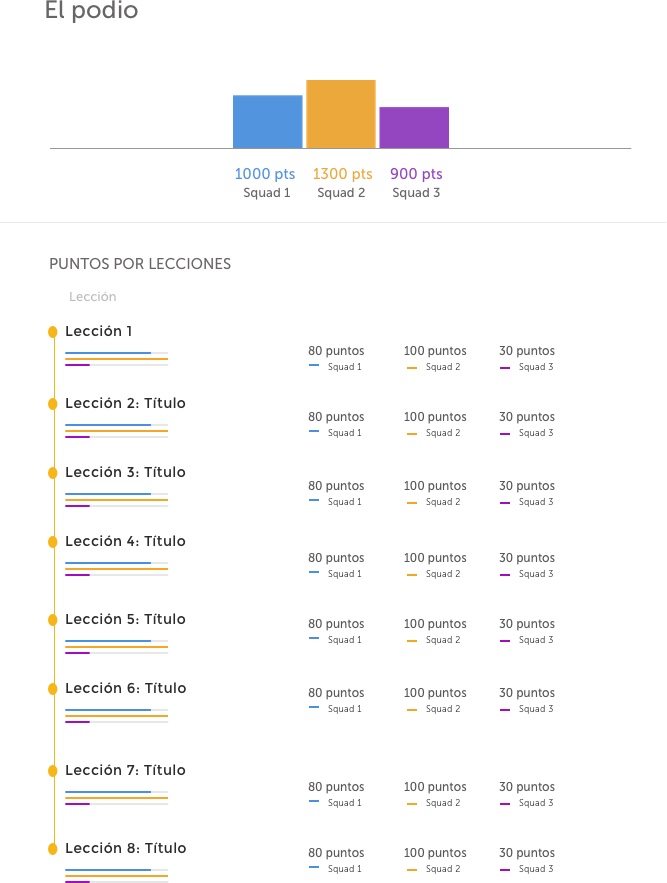 El podio
1000 pts 1300 pts 900 pts
Squad 1 Squad 2 Squad 3
PUNTOS POR LECCIONES
Lección
Lección 1
80 puntos 100 puntos 30 puntos
Squad 1 Squad 2 Squad 3
Lección 2: Título
80 puntos 100 puntos 30 puntos
Squad 1 Squad 2 Squad 3
Lección 3: Título
80 puntos 100 puntos 30 puntos
Squad 1 Squad 2 Squad 3
Lección 4: Título
80 puntos 100 puntos 30 puntos
Squad 1 Squad 2 Squad 3
Lección 5: Título
80 puntos 100 puntos 30 puntos
Squad 1 Squad 2 Squad 3
Lección 6: Título
80 puntos 100 puntos 30 puntos
Squad 1 Squad 2 Squad 3
Lección 7: Título
80 puntos 100 puntos 30 puntos
Squad 1 Squad 2 Squad 3
Lección 8: Título
80 puntos 100 puntos 30 puntos
Squad 1 Squad 2 Squad 3